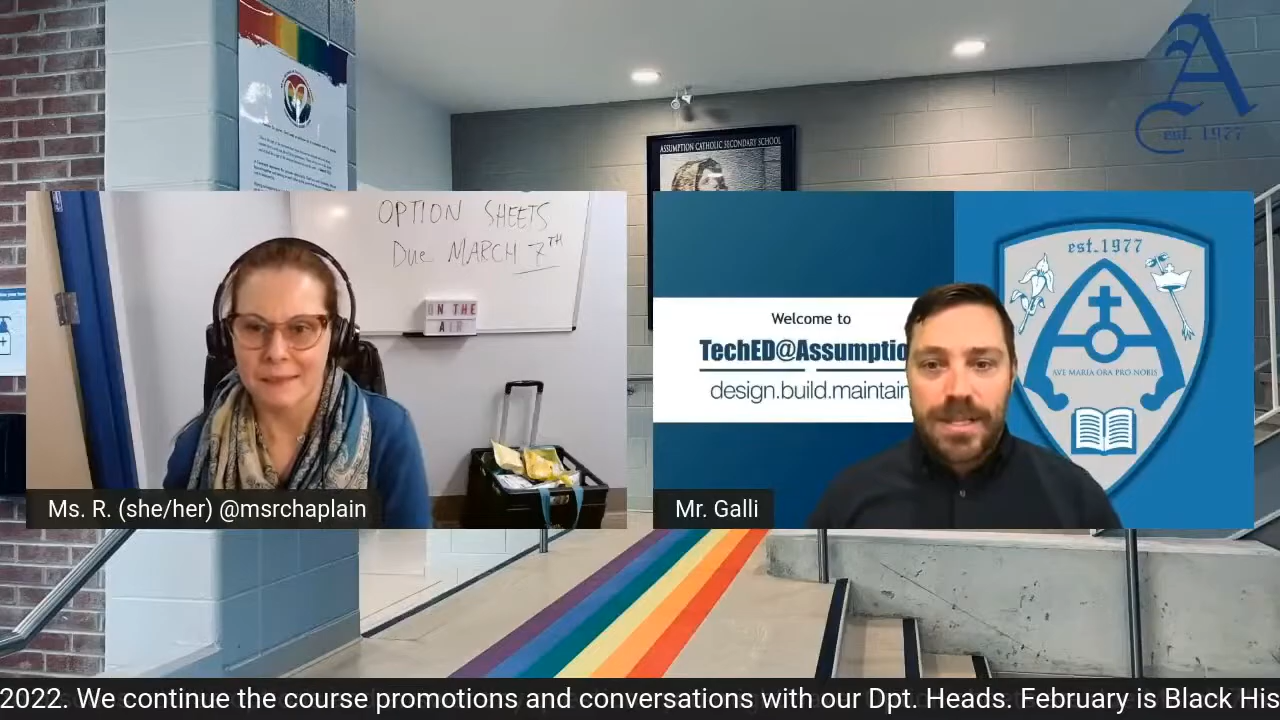 A
est. 1977
ASSUMPTION CATHOLIC SECONDARY SCHOOL
OPTION SHEETS
Due MARCH 7TH
ON THE
AIR
Ms. R. (she/her) @msrchaplain
est.1977
AVE MARIA ORA PRO NOBIS
Welcome to
TechED@Assumptio
design.build.maintain
Mr. Galli
2022. We continue the course promotions and conversations with our Dpt. Heads. February is Black His